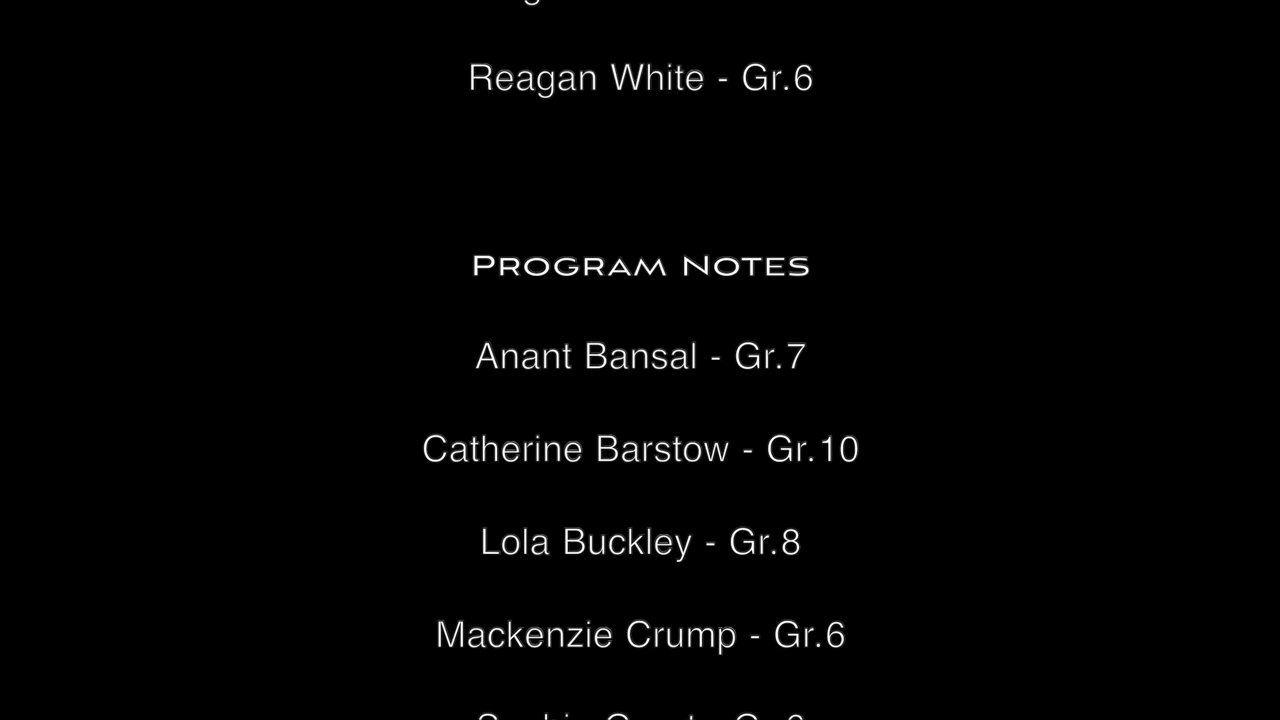 Reagan White - Gr.6
Program Notes
Anant Bansal - Gr.7
Catherine Barstow - Gr.10
Lola Buckley - Gr.8
Mackenzie Crump - Gr.6